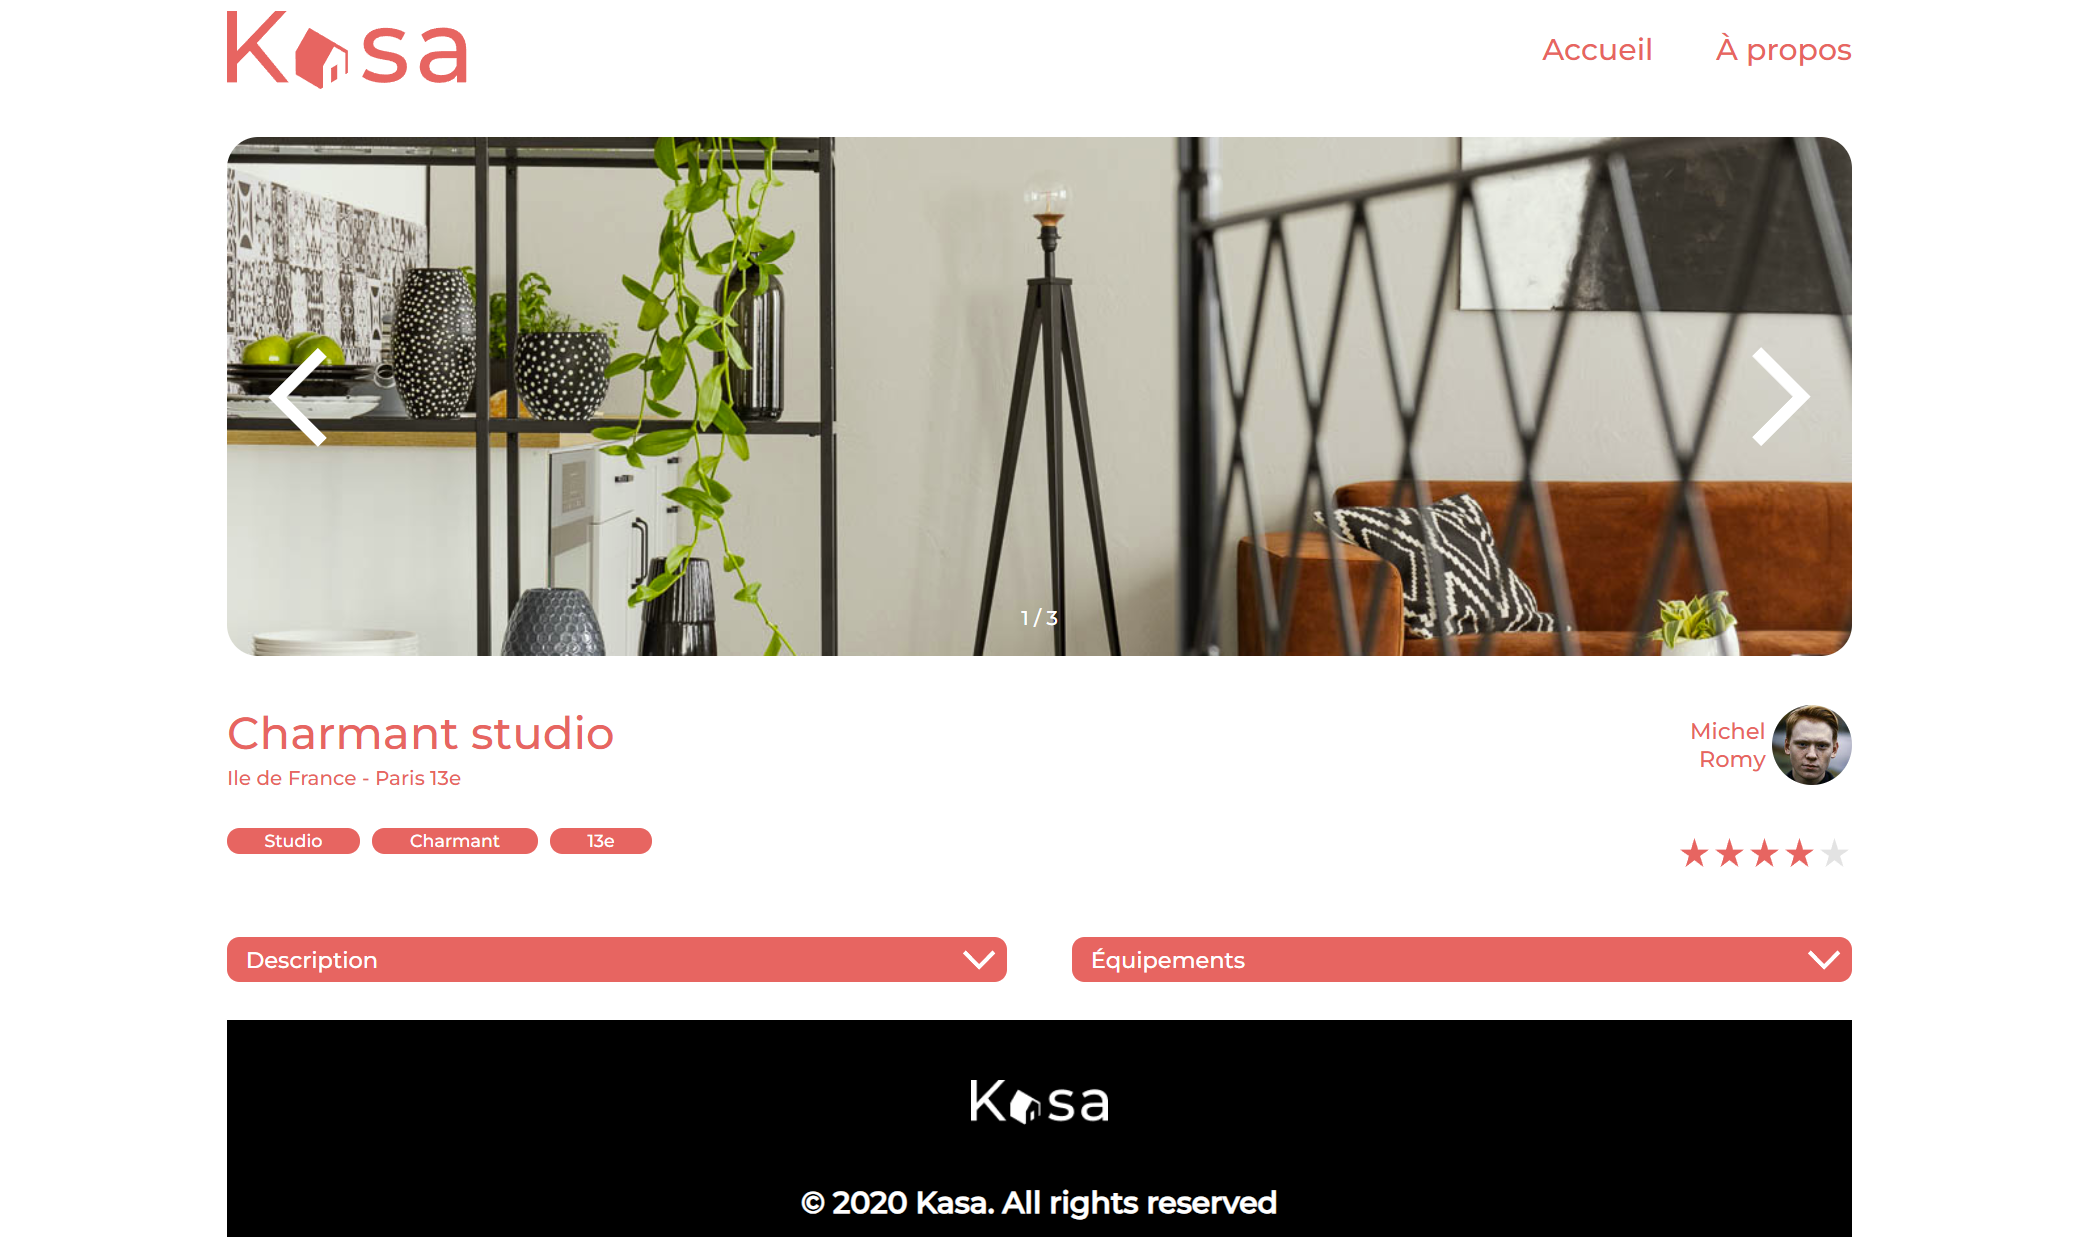 Kasa
Accueil
À propos
1 / 3
Charmant studio
Ile de France - Paris 13e
Michel
Romy
Studio
Charmant
13e
Description
Équipements
Kasa
© 2020 Kasa. All rights reserved